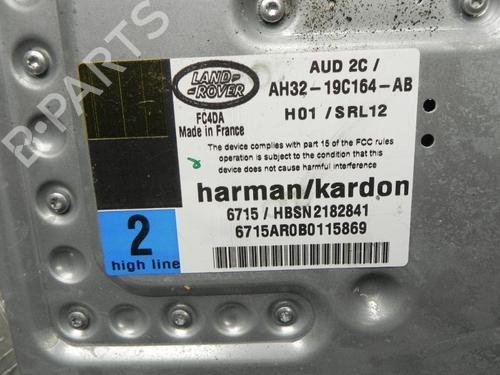 B-PARTS
LAND-
-ROVER
FC4DA
Made in France
AUD 2C /
AH32-19C164-AB
H01 / SRL12
The device complies with part 15 of the FCC rules
operation is subject to the condition that this
device does not cause harmful interference
harman/kardon
6715 / HBSN2182841
6715AR0B0115869
2
high line